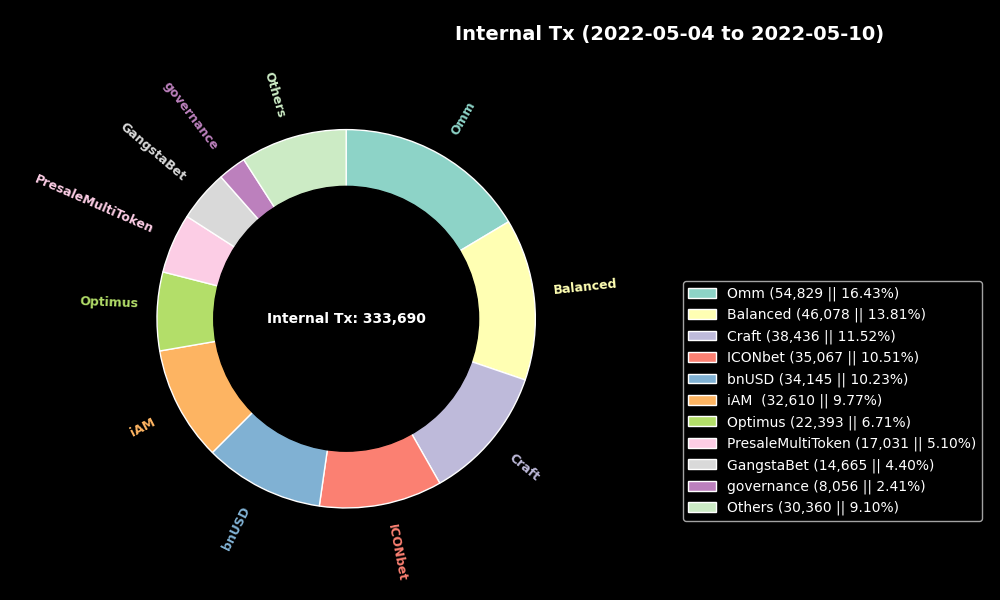 Internal Tx (2022-05-04 to 2022-05-10)
Others
Omm
governance
GangstaBet
PresaleMultiToken
Balanced
Optimus
Internal Tx: 333,690
iAM
Craft
bnUSD
ICONbet
Omm (54,829 || 16.43%)
Balanced (46,078 || 13.81%)
Craft (38,436 || 11.52%)
ICONbet (35,067 || 10.51%)
bnUSD (34,145 || 10.23%)
iAM  (32,610 || 9.77%)
Optimus (22,393 || 6.71%)
PresaleMultiToken (17,031 || 5.10%)
GangstaBet (14,665 || 4.40%)
governance (8,056 || 2.41%)
Others (30,360 || 9.10%)